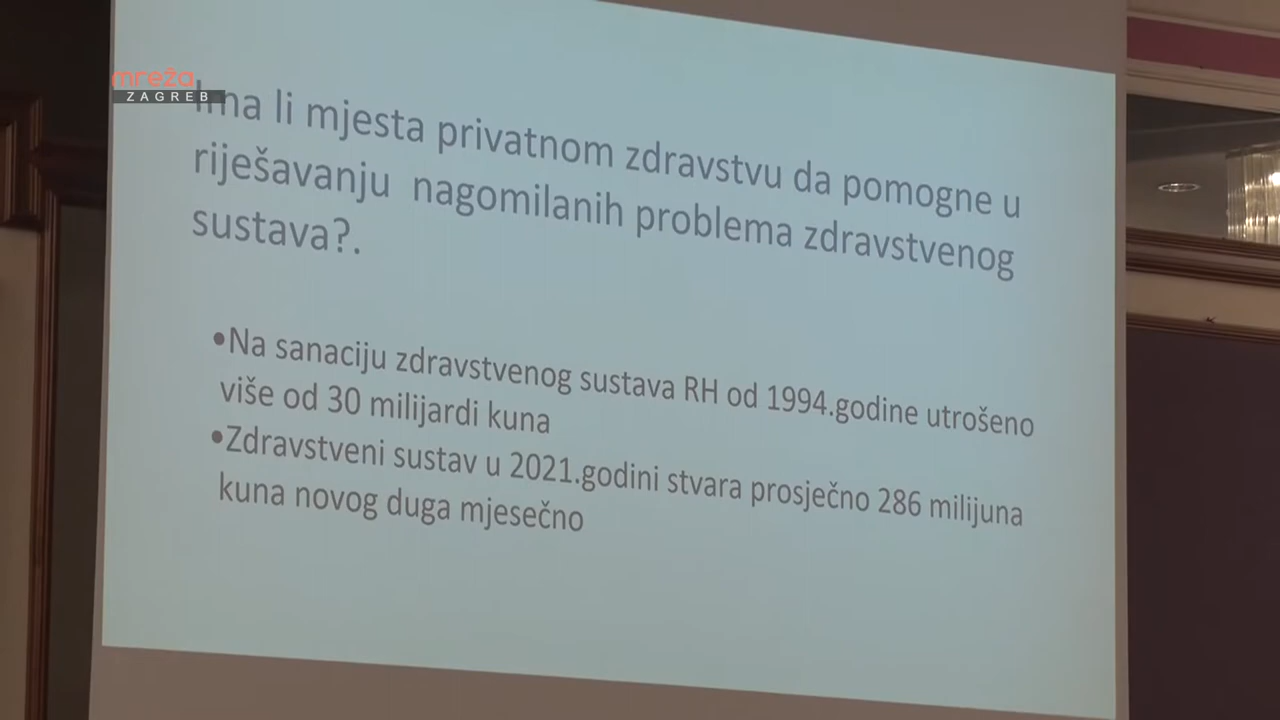 mreža
ZAGREB
Ima li mjesta privatnom zdravstvu da pomogne u
riješavanju nagomilanih problema zdravstvenog
sustava?.
•Na sanaciju zdravstvenog sustava RH od 1994.godine utrošeno
više od 30 milijardi kuna
•Zdravstveni sustav u 2021.godini stvara prosječno 286 milijuna
kuna novog duga mjesečno